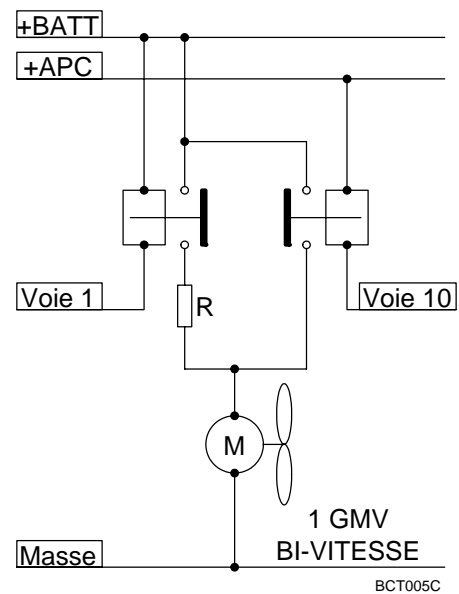 +BATT
+APC
Voie 1
R
Voie 10
M
1 GMV
BI-VITESSE
Masse
BCT005C